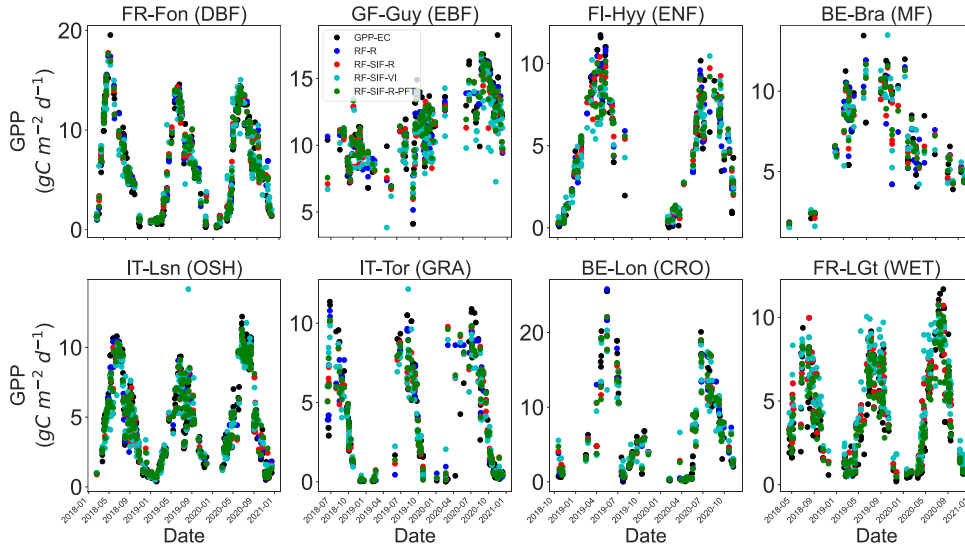 FR-Fon (DBF)
GF-Guy (EBF)
FI-Hyy (ENF)
BE-Bra (MF)
GPP
(gC m⁻² d⁻¹)
20
10
0
15
10
5
GPP-EC
RF-R
RF-SIF-R
RF-SIF-VI
RF-SIF-R-PFT
10
5
0
10
5
IT-Lsn (OSH)
IT-Tor (GRA)
BE-Lon (CRO)
FR-LGt (WET)
GPP
(gC m⁻² d⁻¹)
10
5
0
10
5
0
20
10
0
10
5
0
2018-01
2018-05
2018-09
2019-01
2019-05
2019-09
2020-01
2020-05
2020-09
2021-01
2018-07
2018-10
2019-01
2019-04
2019-07
2019-10
2020-01
2020-04
2020-07
2020-10
2021-01
2018-10
2019-01
2019-04
2019-07
2019-10
2020-01
2020-04
2020-07
2020-10
2018-05
2018-09
2019-01
2019-05
2019-09
2020-01
2020-05
2020-09
2021-01
Date
Date
Date
Date